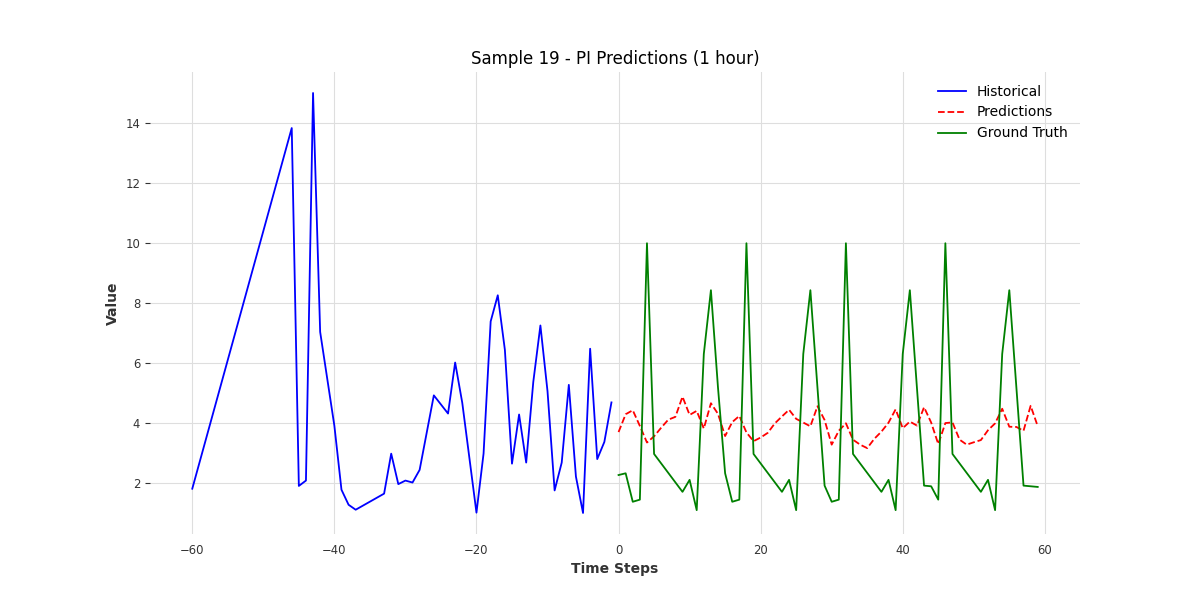 Sample 19 - PI Predictions (1 hour)
Historical
Predictions
Ground Truth
14
12
10
8
6
4
2
Value
−60
−40
−20
0
20
40
60
Time Steps